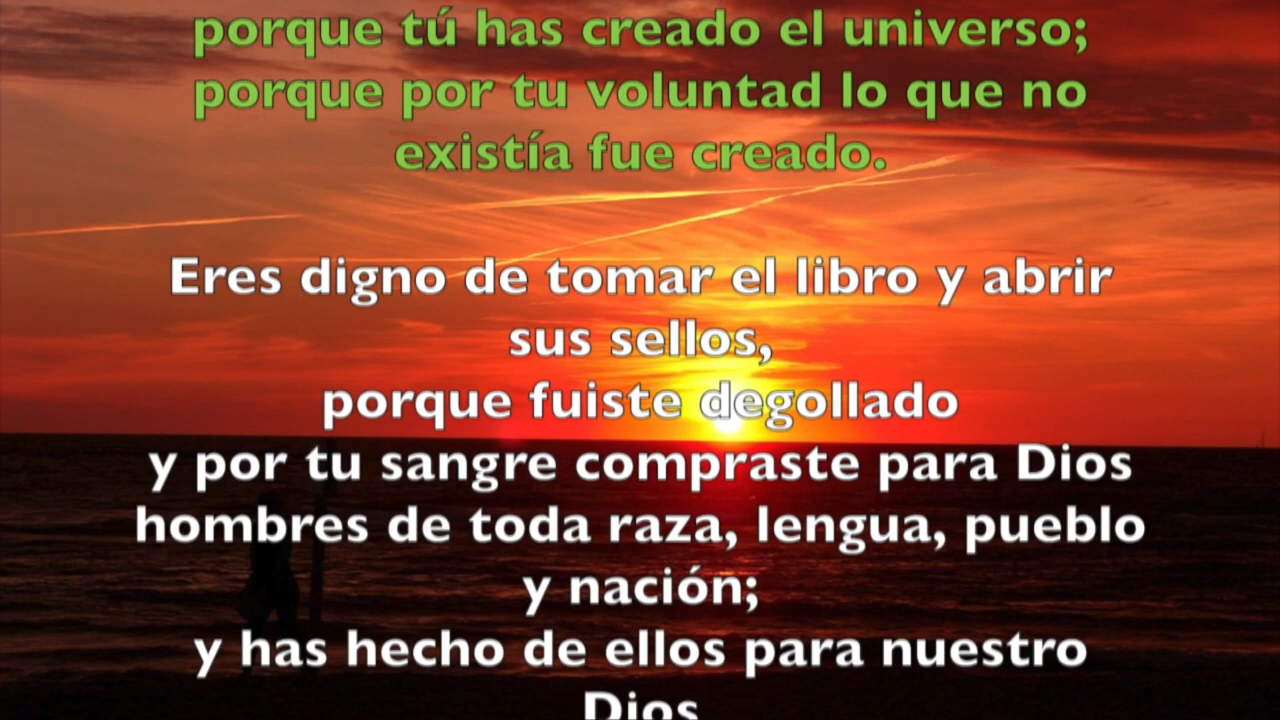 porque tú has creado el universo;
porque por tu voluntad lo que no
existía fue creado.
Eres digno de tomar el libro y abrir
sus sellos,
porque fuiste degollado
y por tu sangre compraste para Dios
hombres de toda raza, lengua, pueblo
y nación;
y has hecho de ellos para nuestro
Dios